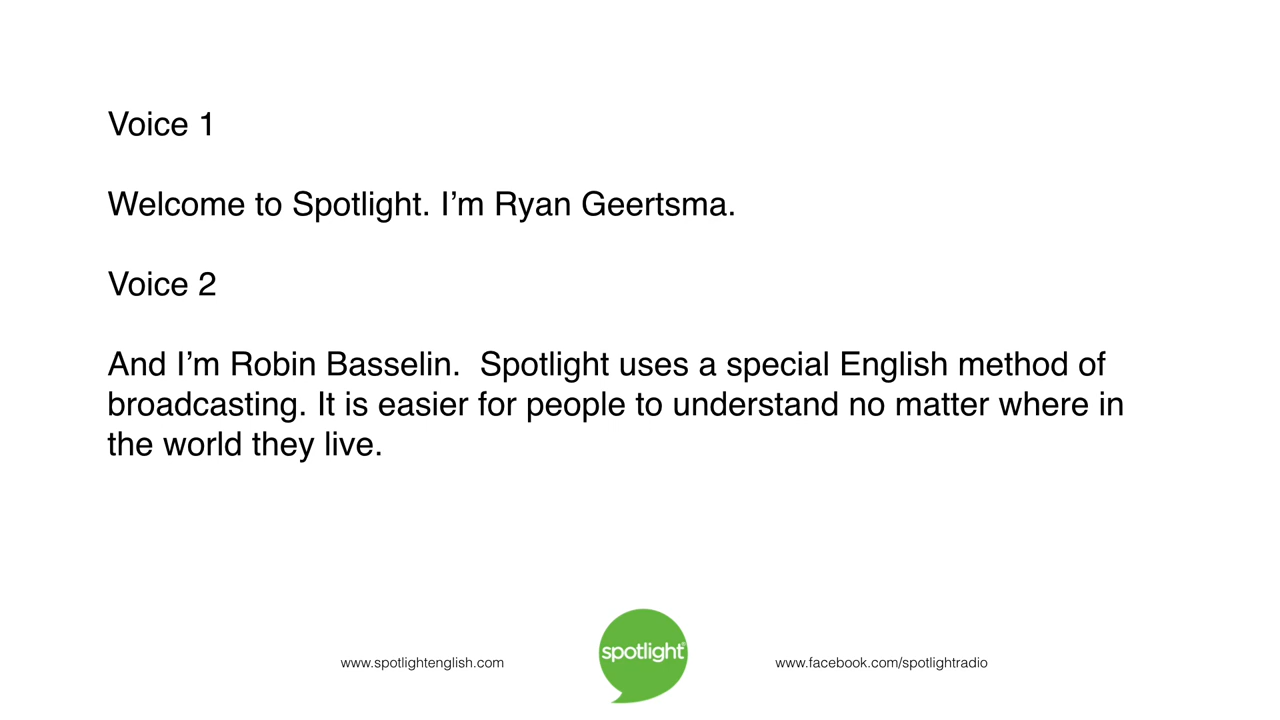 Voice 1
Welcome to Spotlight. I’m Ryan Geertsma.
Voice 2
And I’m Robin Basselin.  Spotlight uses a special English method of
broadcasting. It is easier for people to understand no matter where in
the world they live.
www.spotlightenglish.com
spotlight®
www.facebook.com/spotlightradio